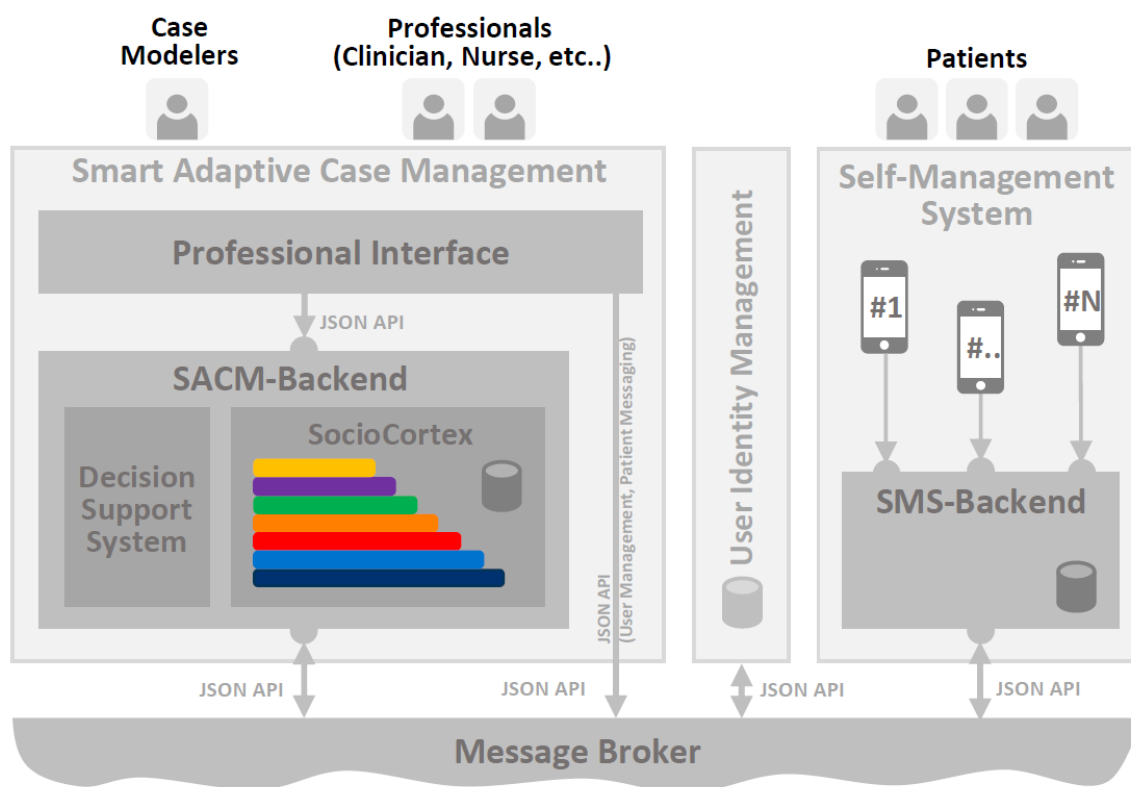 Case
Modelers
Professionals
(Clinician, Nurse, etc..)
Patients
Smart Adaptive Case Management
Professional Interface
JSON API
SACM-Backend
Decision
Support
System
SocioCortex
JSON API
(User Management, Patient Messaging)
User Identity Management
Self-Management
System
#1
#..
#N
SMS-Backend
JSON API
JSON API
JSON API
JSON API
Message Broker